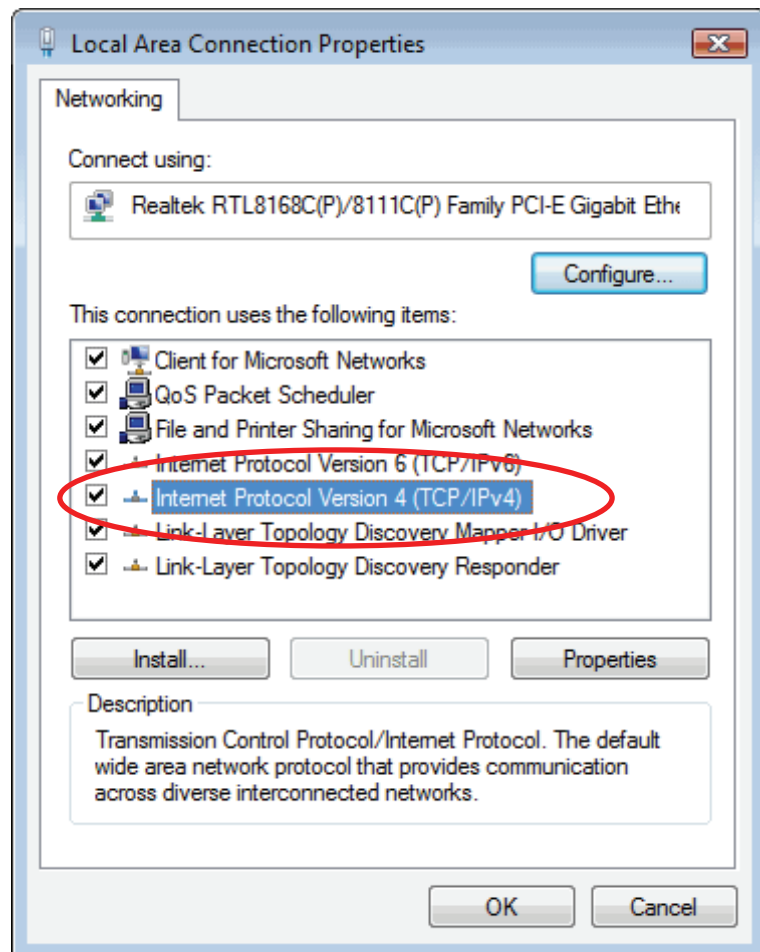 Local Area Connection Properties
Networking
Connect using:
Realtek RTL8168C(P)/8111C(P) Family PCI-E Gigabit Ethe
Configure...
This connection uses the following items:
Client for Microsoft Networks
QoS Packet Scheduler
File and Printer Sharing for Microsoft Networks
Internet Protocol Version 6 (TCP/IPv6)
Internet Protocol Version 4 (TCP/IPv4)
Link-Layer Topology Discovery Mapper I/O Driver
Link-Layer Topology Discovery Responder
Install... Uninstall Properties
Description
Transmission Control Protocol/Internet Protocol. The default
wide area network protocol that provides communication
across diverse interconnected networks.
OK Cancel